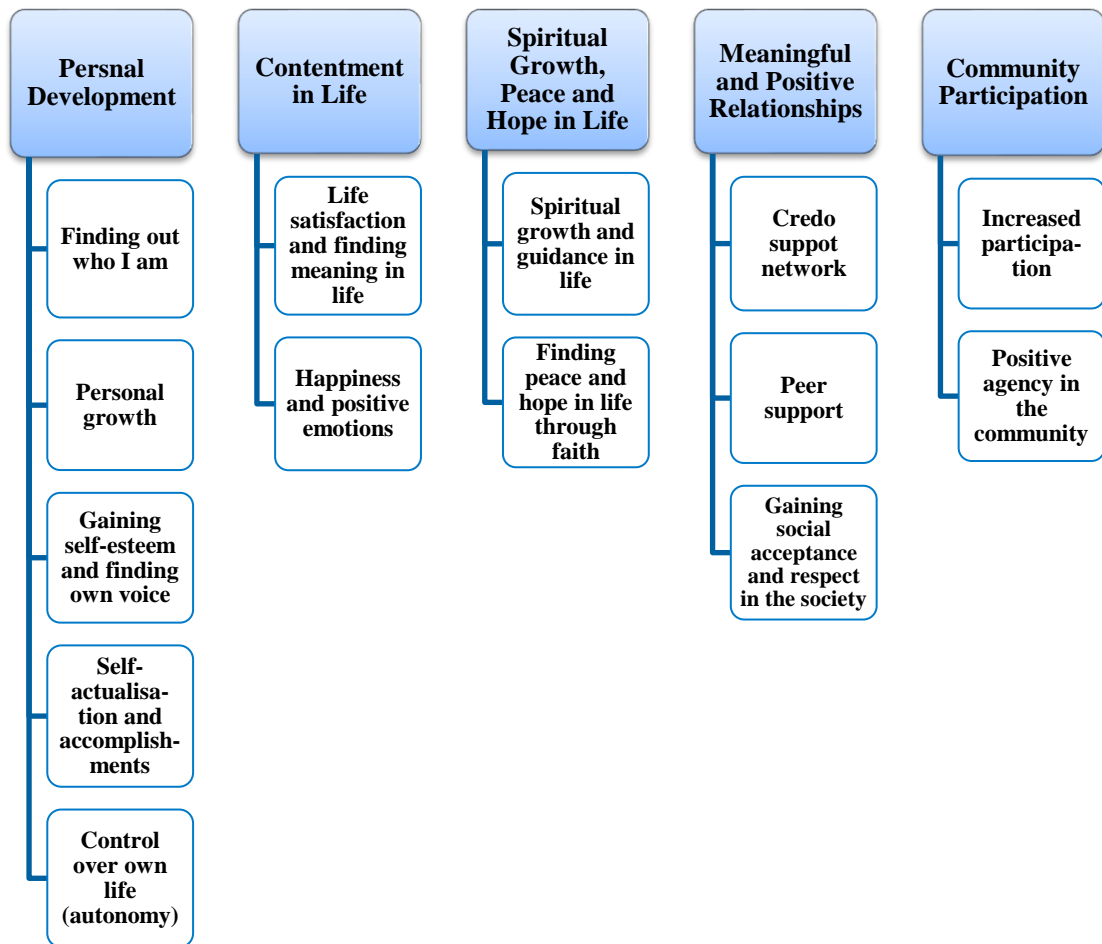 Persnal
Development
Finding out
who I am
Personal
growth
Gaining
self-esteem
and finding
own voice
Self-
actualisa-
tion and
accomplish-
ments
Control
over own
life
(autonomy)
Contentment
in Life
Life
satisfaction
and finding
meaning in
life
Happiness
and positive
emotions
Spiritual
Growth,
Peace and
Hope in Life
Spiritual
growth and
guidance in
life
Finding
peace and
hope in life
through
faith
Meaningful
and Positive
Relationships
Credo
suppot
network
Peer
support
Gaining
social
acceptance
and respect
in the society
Community
Participation
Increased
participa-
tion
Positive
agency in
the
community